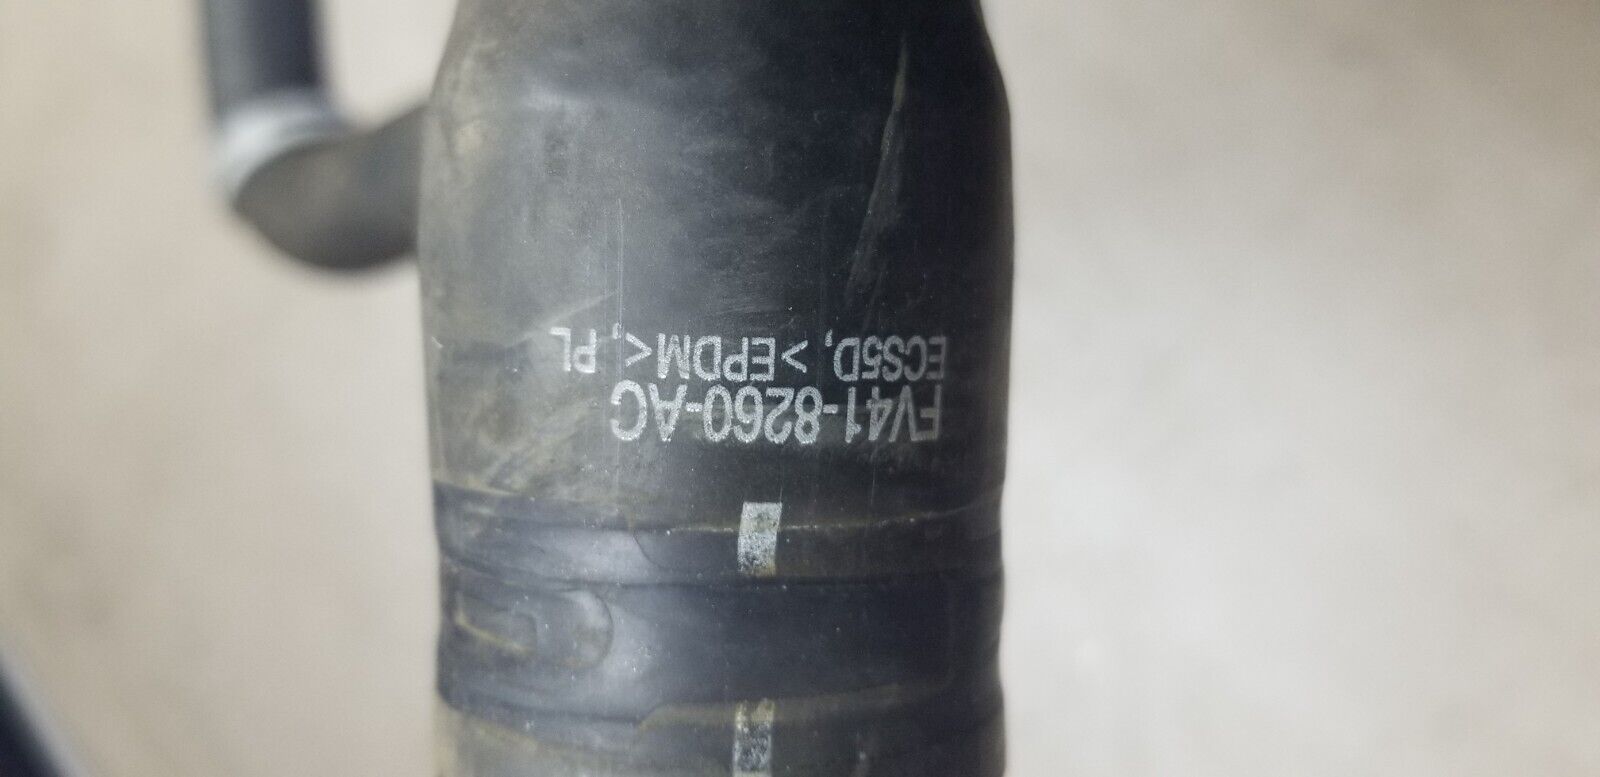 FV41-8260-AC
ECS5D, >EPDM<, PL